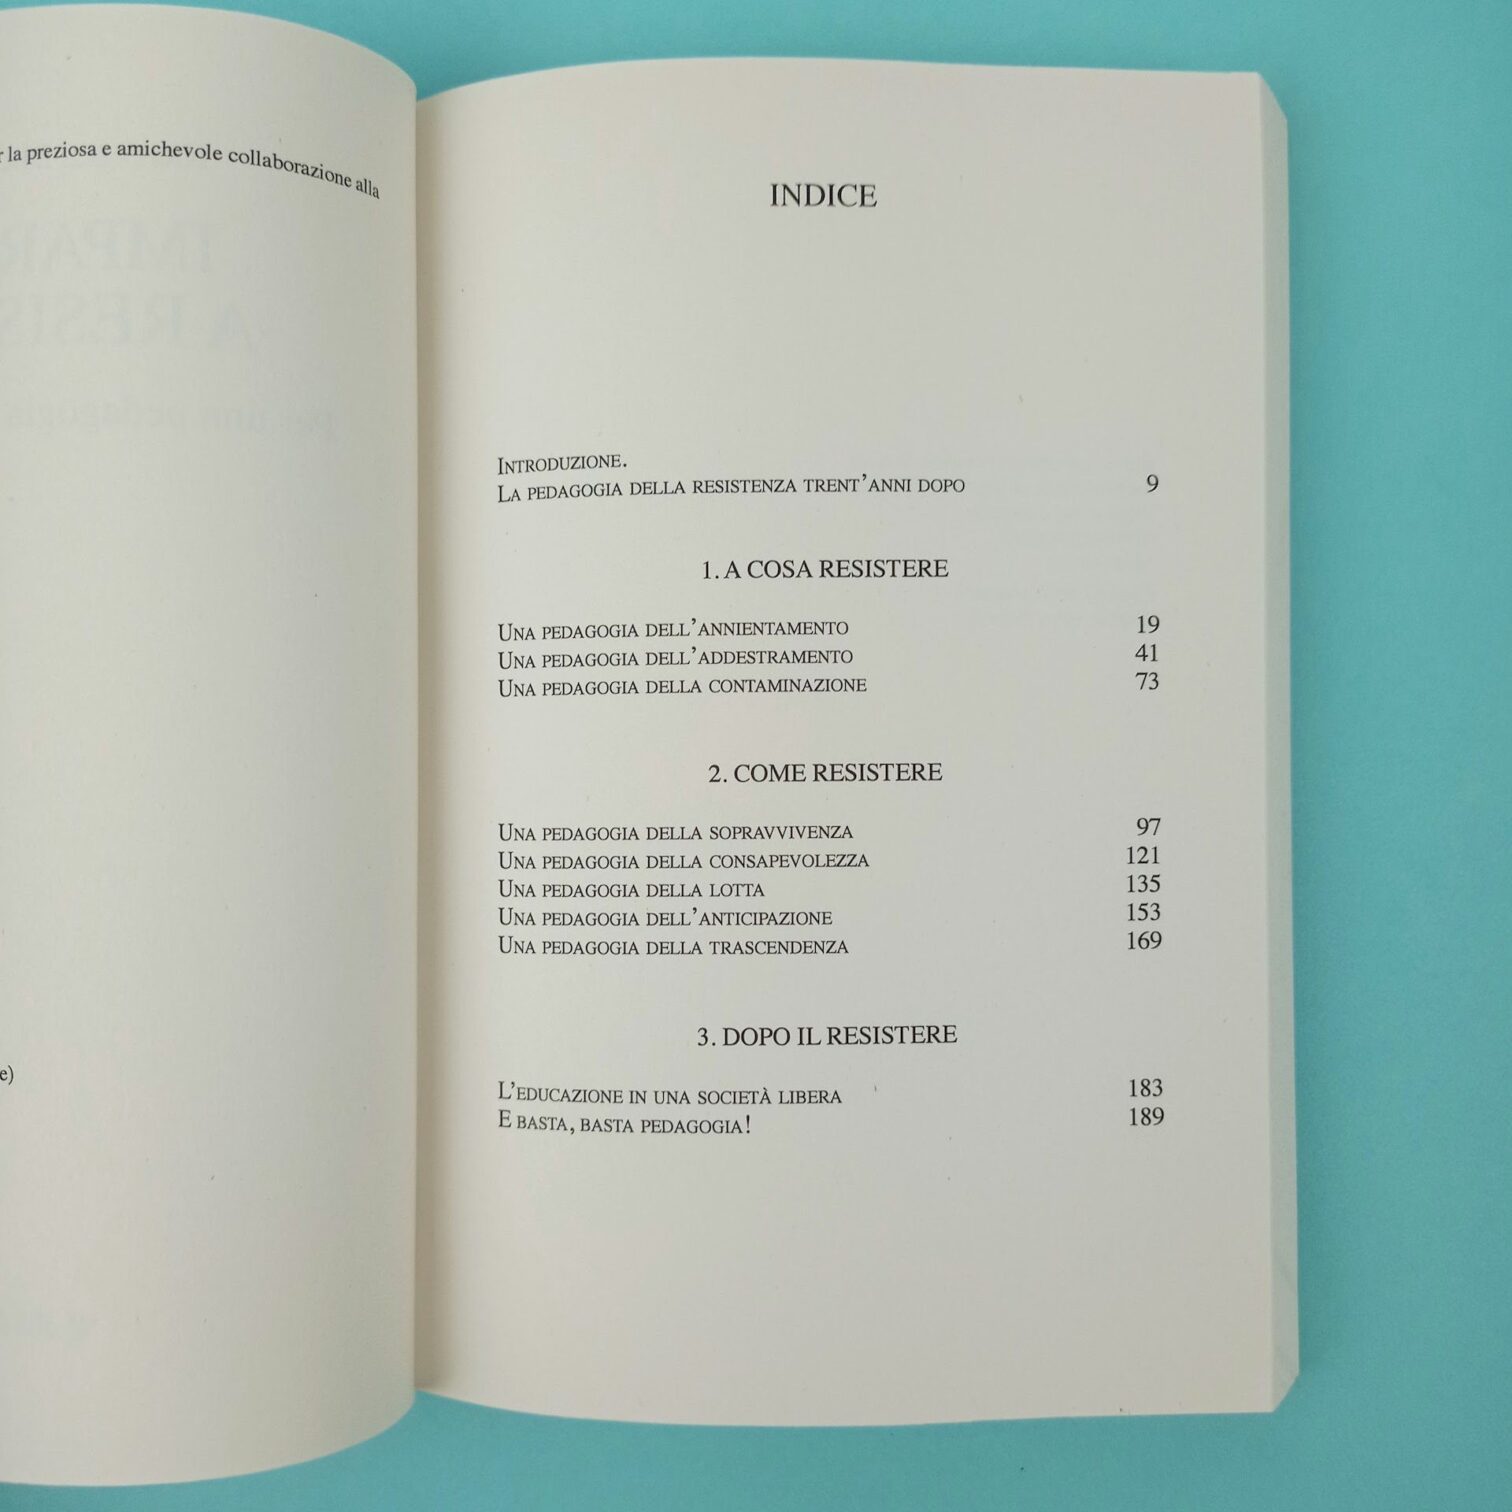 la preziosa e amichevole collaborazione alla
e)
INDICE
INTRODUZIONE.
LA PEDAGOGIA DELLA RESISTENZA TRENT'ANNI DOPO 9
1. A COSA RESISTERE
UNA PEDAGOGIA DELL'ANNIENTAMENTO 19
UNA PEDAGOGIA DELL'ADDESTRAMENTO 41
UNA PEDAGOGIA DELLA CONTAMINAZIONE 73
2. COME RESISTERE
UNA PEDAGOGIA DELLA SOPRAVVIVENZA 97
UNA PEDAGOGIA DELLA CONSAPEVOLEZZA 121
UNA PEDAGOGIA DELLA LOTTA 135
UNA PEDAGOGIA DELL'ANTICIPAZIONE 153
UNA PEDAGOGIA DELLA TRASCENDENZA 169
3. DOPO IL RESISTERE
L'EDUCAZIONE IN UNA SOCIETÀ LIBERA 183
E BASTA, BASTA PEDAGOGIA! 189